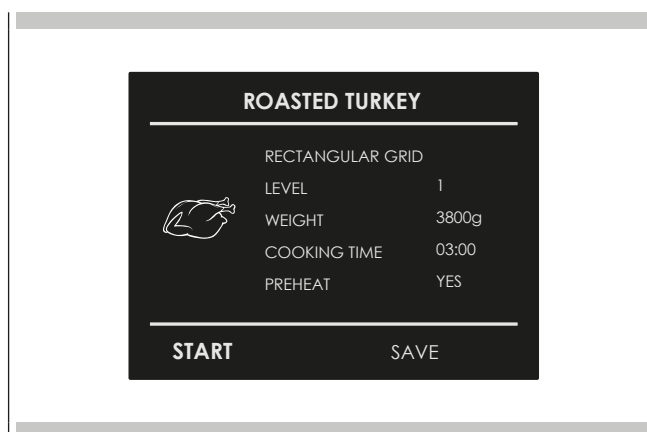 ROASTED TURKEY
RECTANGULAR GRID
LEVEL 1
WEIGHT 3800g
COOKING TIME 03:00
PREHEAT YES
START SAVE